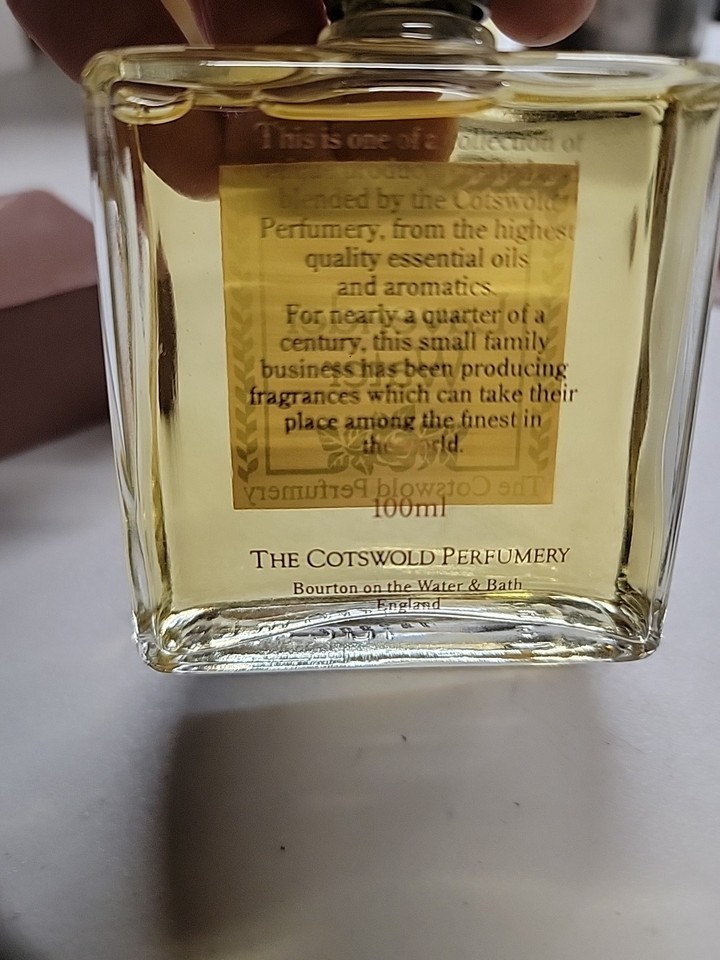 This is one of a collection of
produc
blended by the Cotswold
Perfumery, from the highest
quality essential oils
and aromatics.
For nearly a quarter of a
century, this small family
business has been producing
fragrances which can take their
place among the finest in
the world.
The Cotswold Perfumery
100ml
THE COTSWOLD PERFUMERY
Bourton on the Water & Bath
England